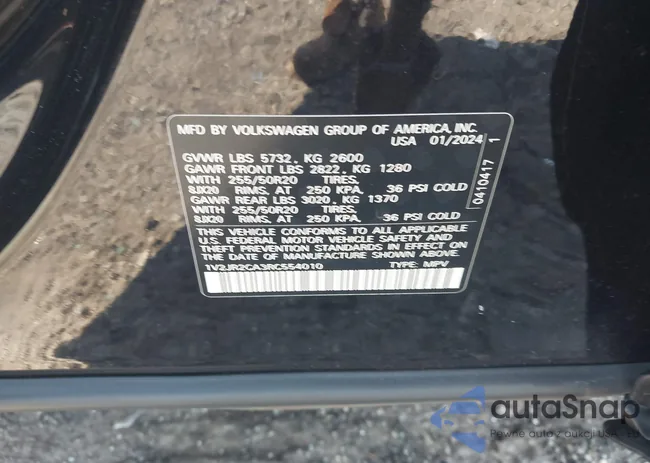 MFD BY VOLKSWAGEN GROUP OF AMERICA, INC.
USA 01/2024
GVWR LBS 5732 , KG 2600
GAWR FRONT LBS 2822 , KG 1280
WITH 255/50R20 TIRES,
8JX20 RIMS, AT 250 KPA, 36 PSI COLD
GAWR REAR LBS 3020 , KG 1370
WITH 255/50R20 TIRES,
8JX20 RIMS, AT 250 KPA, 36 PSI COLD
THIS VEHICLE CONFORMS TO ALL APPLICABLE
U.S. FEDERAL MOTOR VEHICLE SAFETY AND
THEFT PREVENTION STANDARDS IN EFFECT ON
THE DATE OF MANUFACTURE SHOWN ABOVE.
1V2JR2CA3RC554010 TYPE: MPV
0410417 1
autoSnap
Pewne auto z aukcji